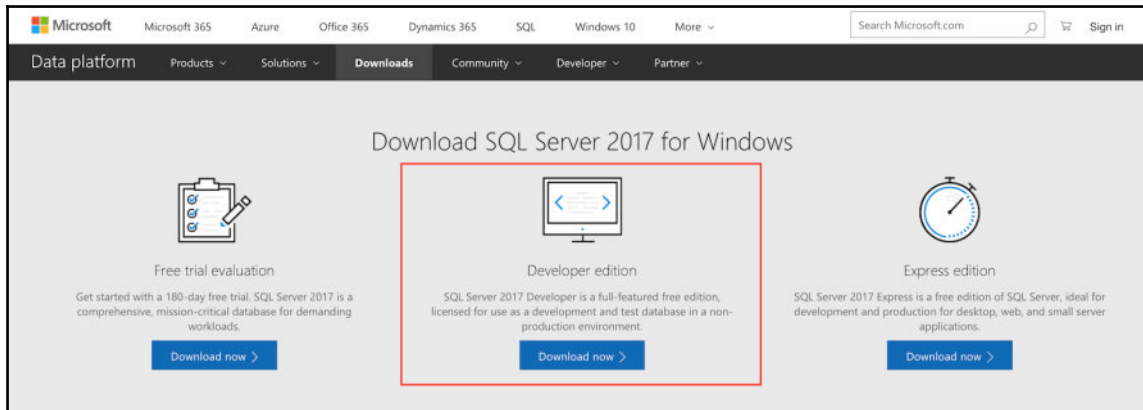 Microsoft Microsoft 365 Azure Office 365 Dynamics 365 SQL Windows 10 More Search Microsoft.com Sign in
Data platform Products Solutions Downloads Community Developer Partner
Download SQL Server 2017 for Windows
Free trial evaluation
Get started with a 180-day free trial. SQL Server 2017 is a
comprehensive, mission-critical database for demanding
workloads.
Download now
Developer edition
SQL Server 2017 Developer is a full-featured free edition,
licensed for use as a development and test database in a non-
production environment.
Download now
Express edition
SQL Server 2017 Express is a free edition of SQL Server, ideal for
development and production for desktop, web, and small server
applications.
Download now